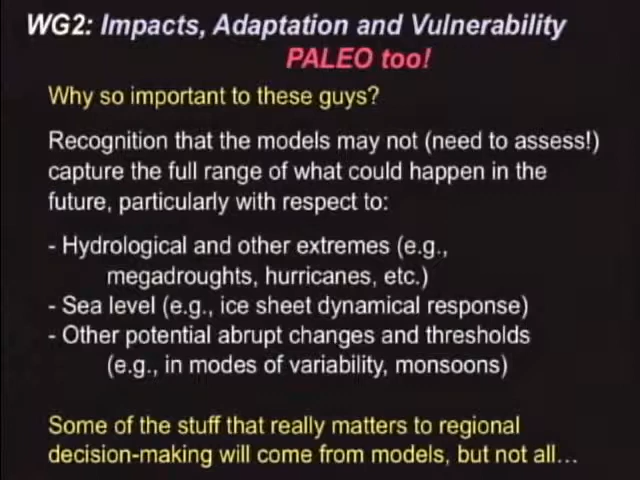 WG2: Impacts, Adaptation and Vulnerability
PALEO too!
Why so important to these guys?
Recognition that the models may not (need to assess!)
capture the full range of what could happen in the
future, particularly with respect to:
- Hydrological and other extremes (e.g.,
megadroughts, hurricanes, etc.)
- Sea level (e.g., ice sheet dynamical response)
- Other potential abrupt changes and thresholds
(e.g., in modes of variability, monsoons)
Some of the stuff that really matters to regional
decision-making will come from models, but not all…